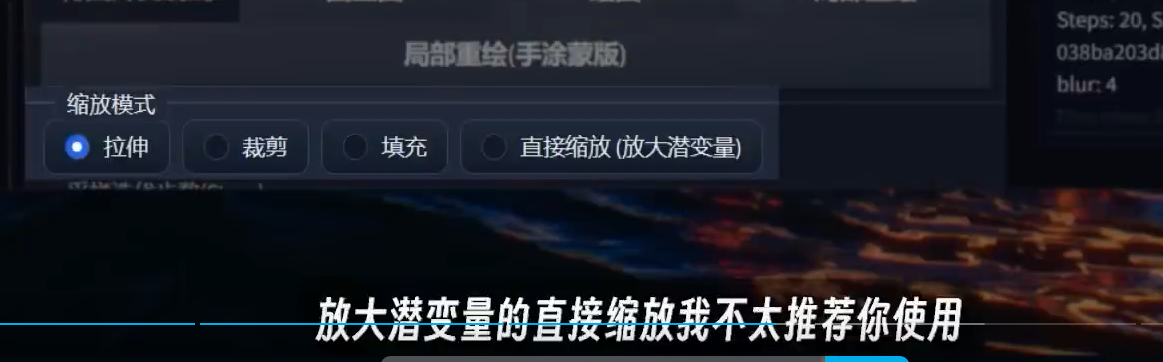 局部重绘(手涂蒙版)
Steps: 20, S
038ba203d
blur: 4
缩放模式
拉伸 裁剪 填充 直接缩放 (放大潜变量)
放大潜变量的直接缩放我不太推荐你使用